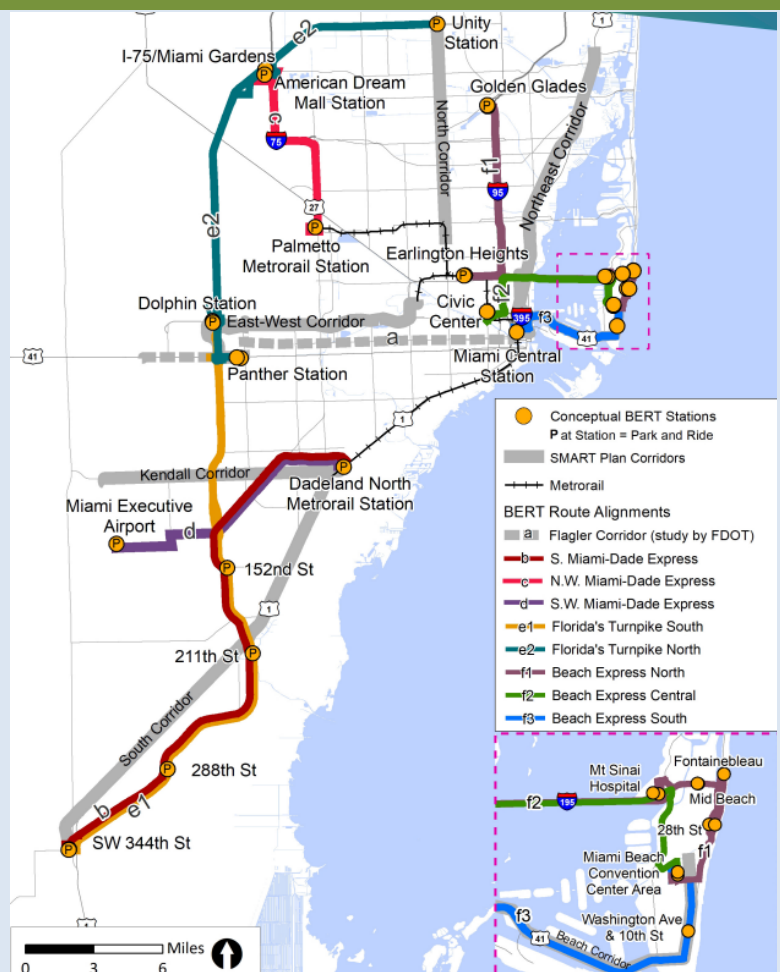 e2
Unity
Station
1
I-75/Miami Gardens
P
P
American Dream
Mall Station
Golden Glades
P
c
75
North Corridor
Northeast Corridor
f1
95
27
e2
P
Palmetto
Metrorail Station
Earlington Heights
P
Dolphin Station
P
East-West Corridor
Civic
Center
f2
395
f3
41
a
41
Miami Central
Station
Panther Station
1
Kendall Corridor
P
Dadeland North
Metrorail Station
Miami Executive
Airport
P
d
P
152nd St
1
211th St
P
South Corridor
P
288th St
b
e1
P
SW 344th St
1
0 3 6 Miles
Conceptual BERT Stations
P at Station = Park and Ride
SMART Plan Corridors
Metrorail
BERT Route Alignments
a Flagler Corridor (study by FDOT)
b S. Miami-Dade Express
c N.W. Miami-Dade Express
d S.W. Miami-Dade Express
e1 Florida's Turnpike South
e2 Florida's Turnpike North
f1 Beach Express North
f2 Beach Express Central
f3 Beach Express South
Fontainebleau
Mt Sinai
Hospital
f2
195
Mid Beach
28th St
f1
Miami Beach
Convention
Center Area
Washington Ave
& 10th St
f3
41
Beach Corridor